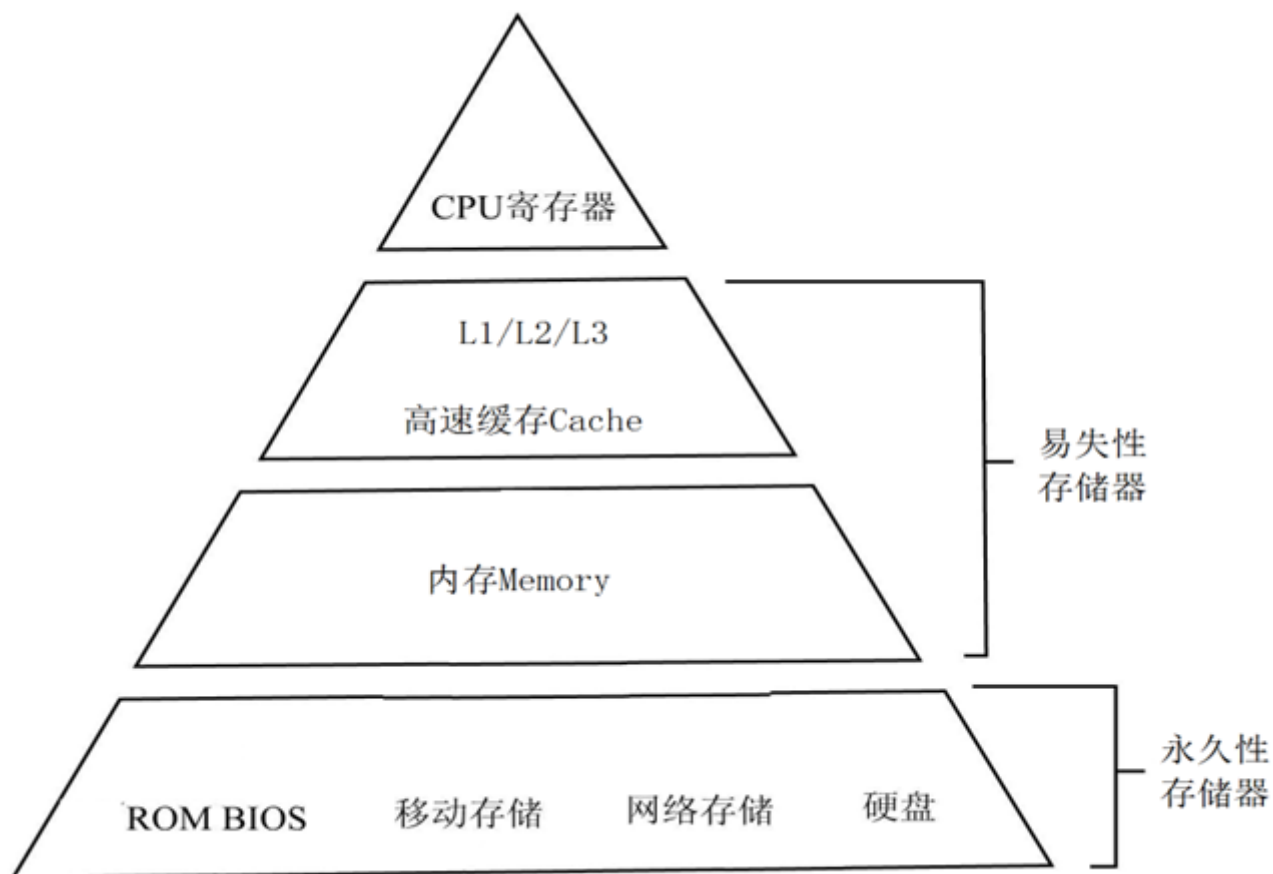 CPU寄存器
L1/L2/L3
高速缓存Cache
易失性
存储器
内存Memory
永久性
存储器
ROM BIOS 移动存储 网络存储 硬盘